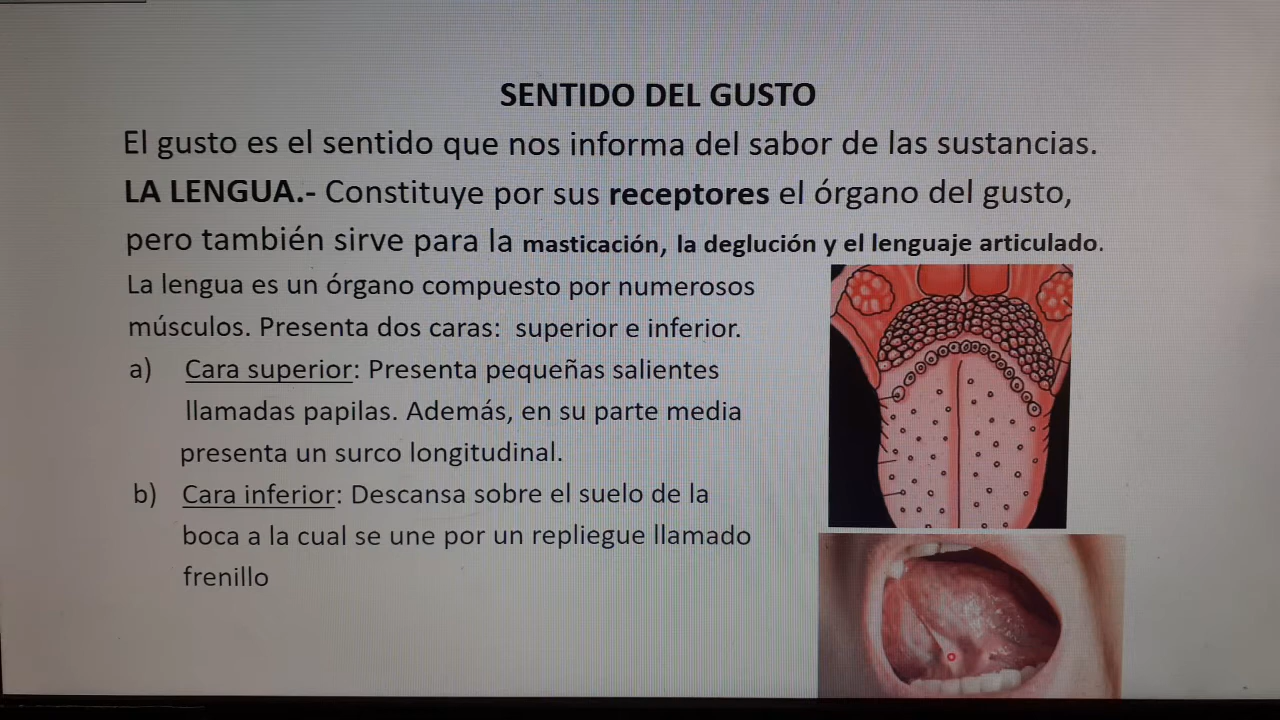 SENTIDO DEL GUSTO
El gusto es el sentido que nos informa del sabor de las sustancias.
LA LENGUA.- Constituye por sus receptores el órgano del gusto,
pero también sirve para la masticación, la deglución y el lenguaje articulado.
La lengua es un órgano compuesto por numerosos
músculos. Presenta dos caras: superior e inferior.
a) Cara superior: Presenta pequeñas salientes
llamadas papilas. Además, en su parte media
presenta un surco longitudinal.
b) Cara inferior: Descansa sobre el suelo de la
boca a la cual se une por un repliegue llamado
frenillo